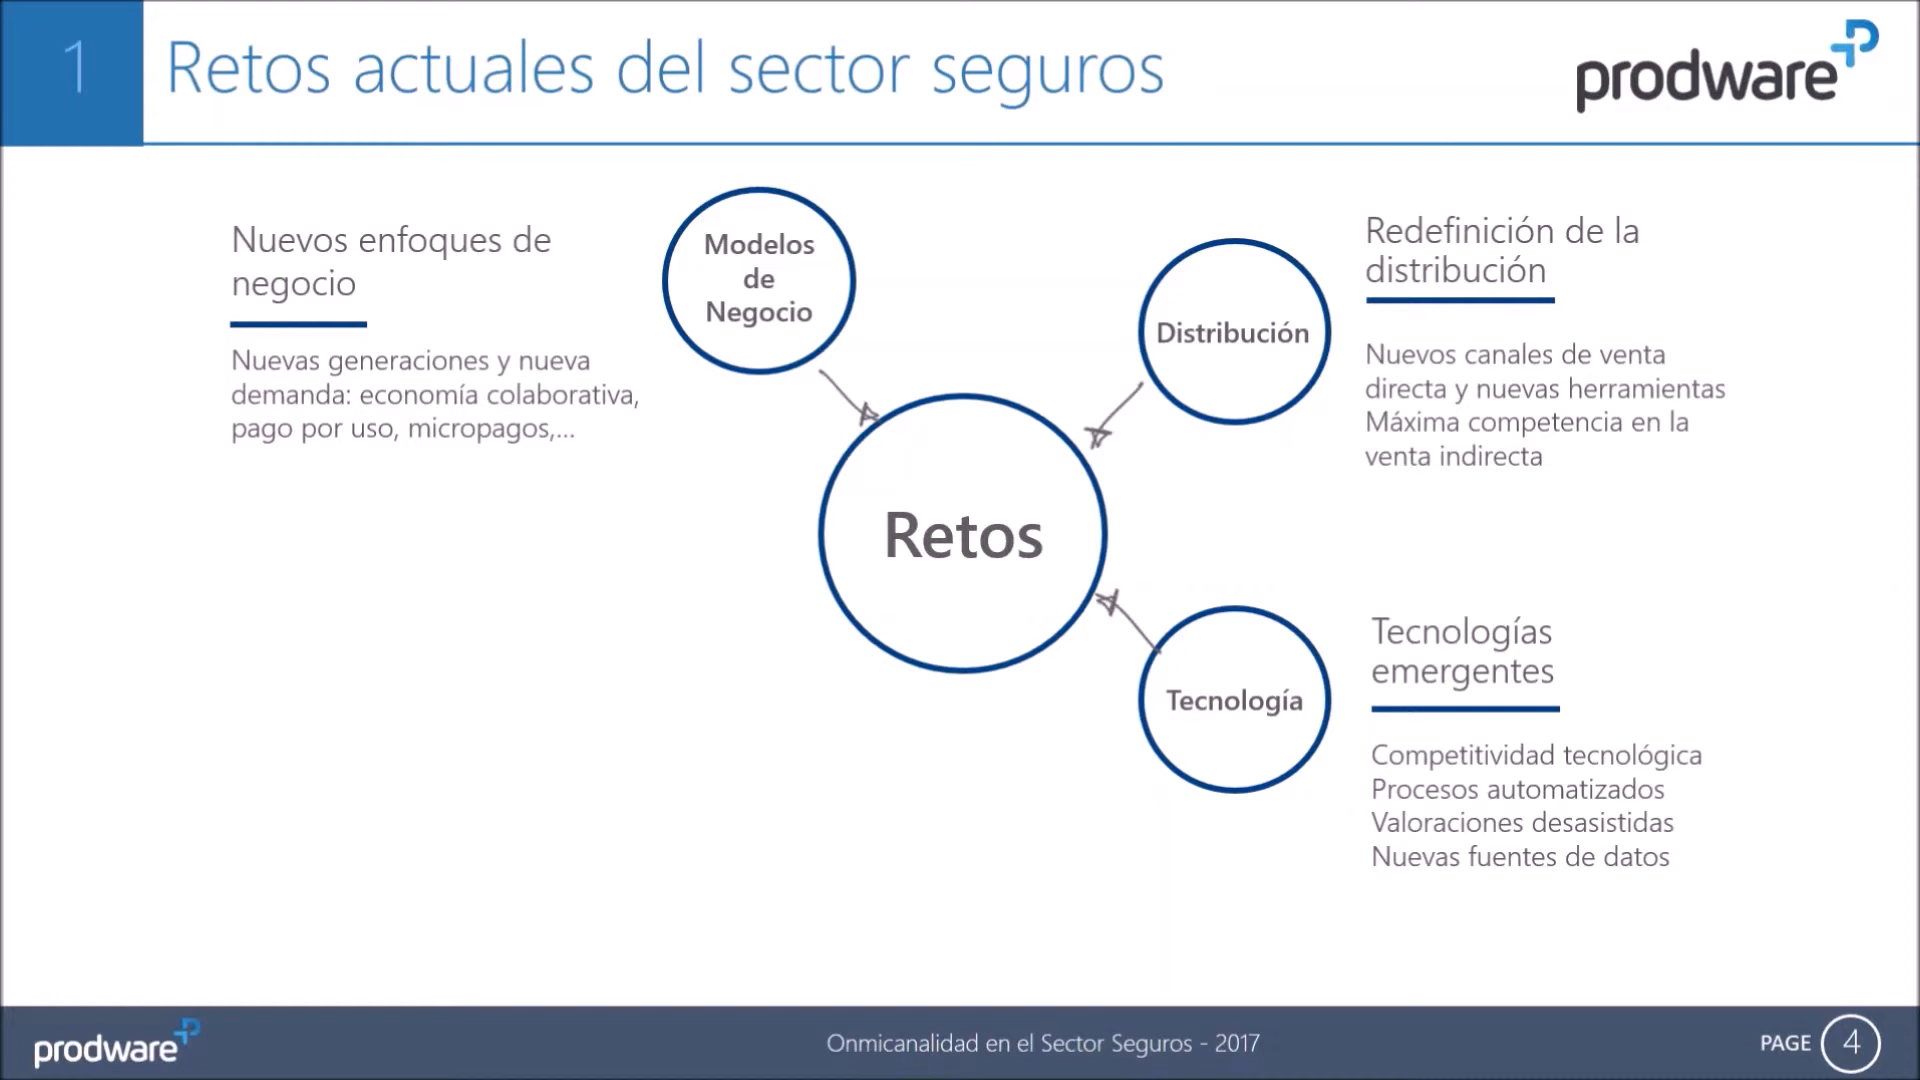 1
Retos actuales del sector seguros
prodware
Nuevos enfoques de
negocio
Nuevas generaciones y nueva
demanda: economía colaborativa,
pago por uso, micropagos,...
Modelos
de
Negocio
Distribución
Redefinición de la
distribución
Nuevos canales de venta
directa y nuevas herramientas
Máxima competencia en la
venta indirecta
Retos
Tecnología
Tecnologías
emergentes
Competitividad tecnológica
Procesos automatizados
Valoraciones desasistidas
Nuevas fuentes de datos
prodware
Onmicanalidad en el Sector Seguros - 2017
PAGE 4